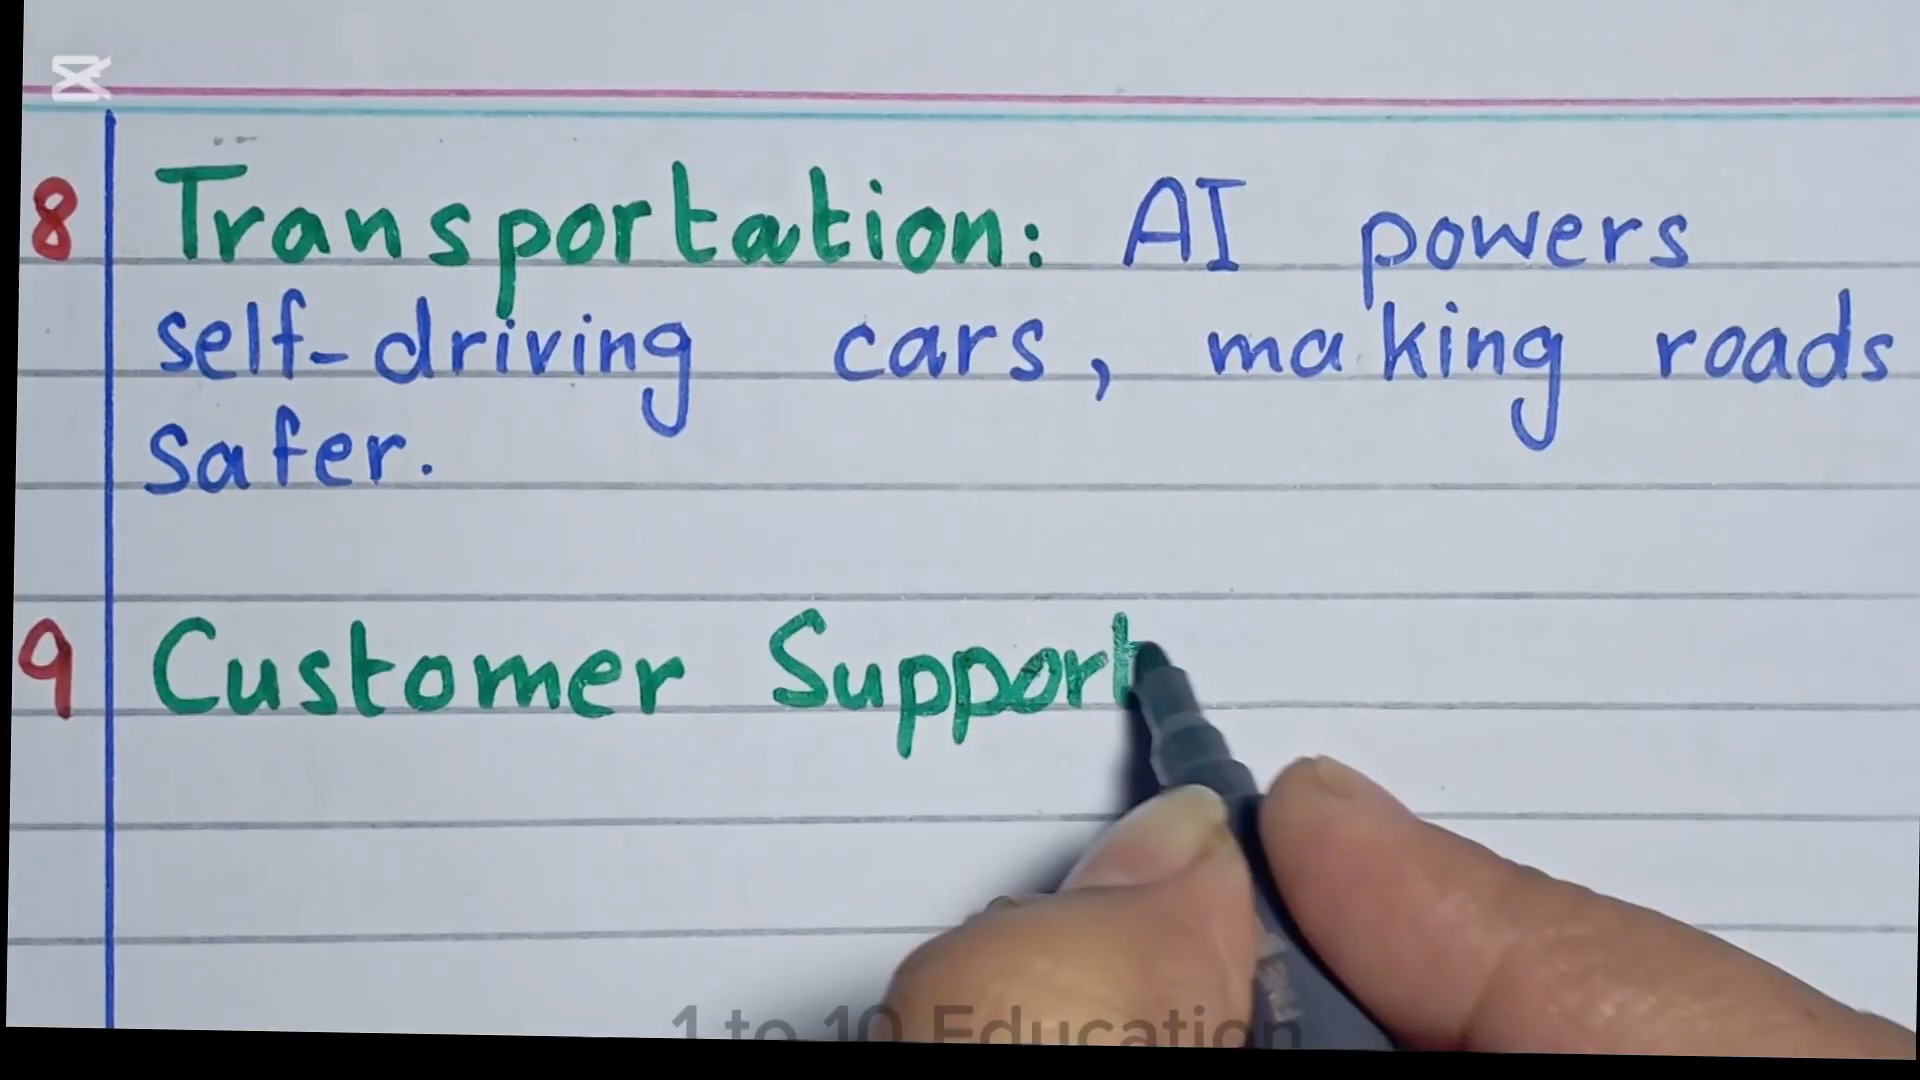 8 Transportation: AI powers
self-driving cars, making roads
safer.
9 Customer Support
1 to 10 Education